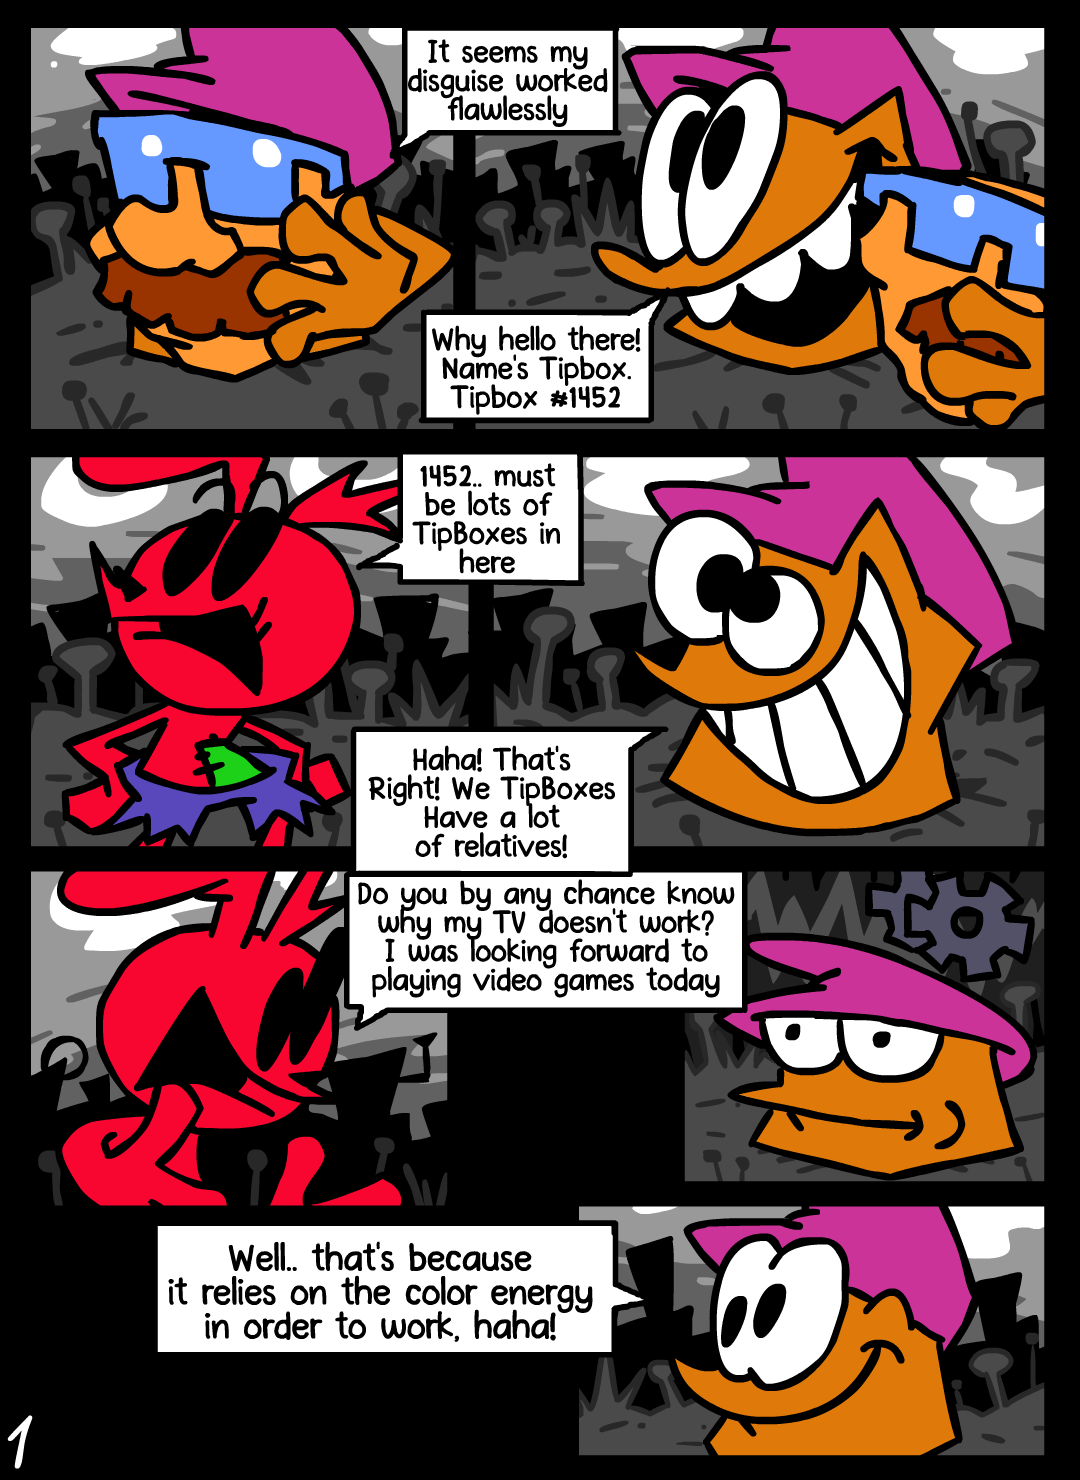 It seems my
disguise worked
flawlessly
Why hello there!
Name's Tipbox.
Tipbox #1452
1452.. must
be lots of
TipBoxes in
here
Haha! That's
Right! We TipBoxes
Have a lot
of relatives!
Do you by any chance know
why my TV doesn't work?
I was looking forward to
playing video games today
Well.. that's because
it relies on the color energy
in order to work, haha!
1